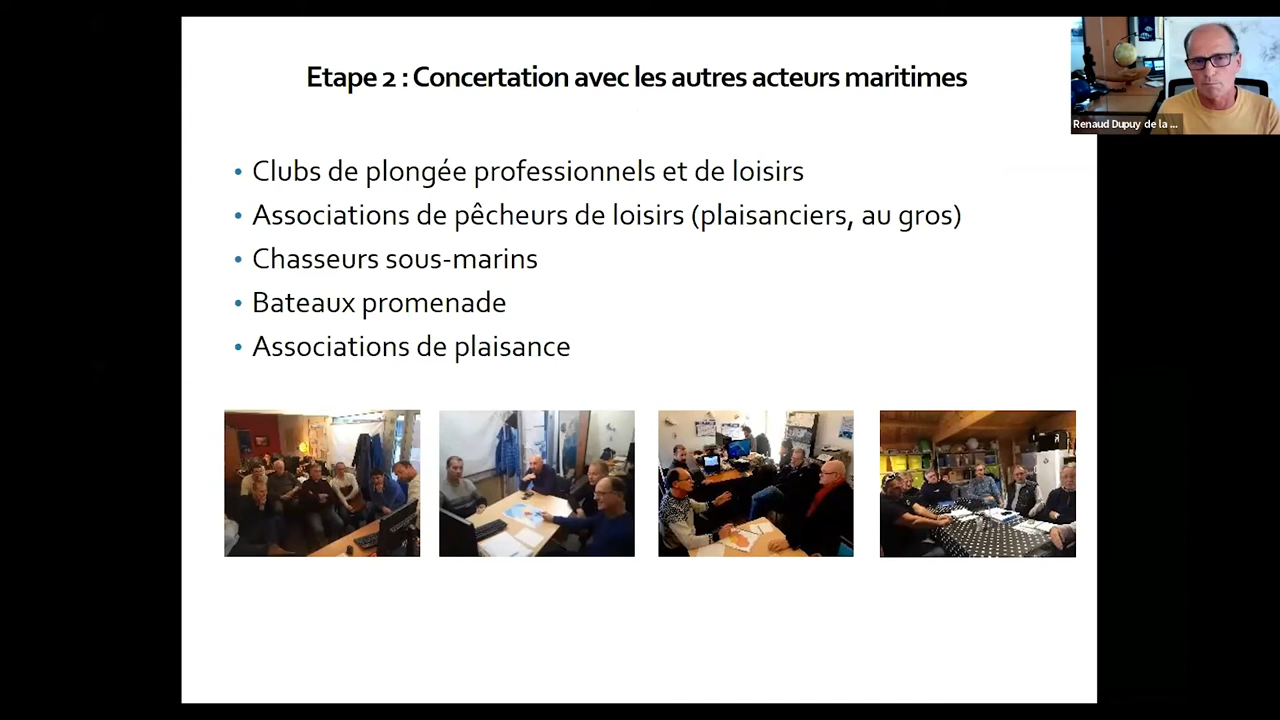 Etape 2 : Concertation avec les autres acteurs maritimes
Renaud Dupuy de la ...
• Clubs de plongée professionnels et de loisirs
• Associations de pêcheurs de loisirs (plaisanciers, au gros)
• Chasseurs sous-marins
• Bateaux promenade
• Associations de plaisance